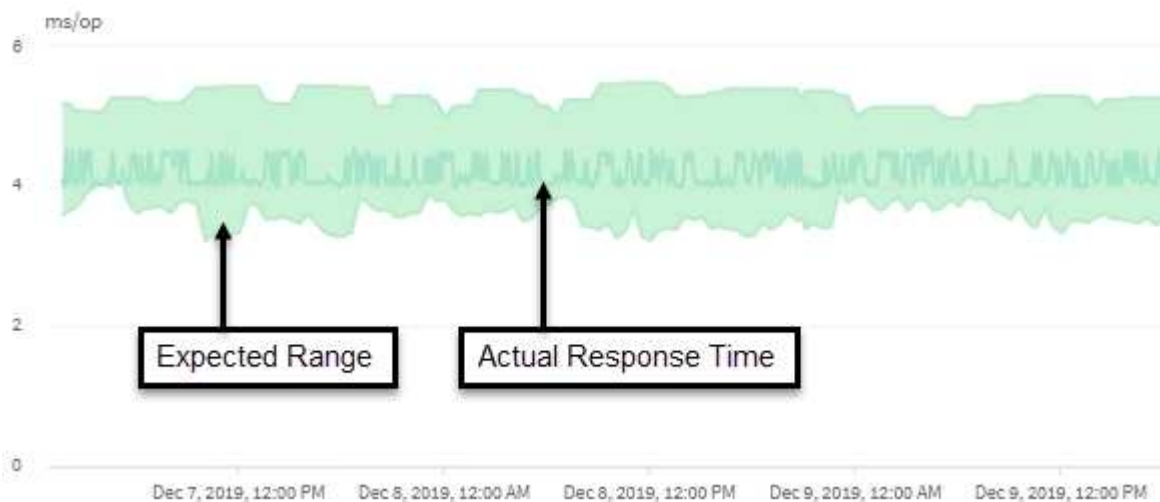 ms/op
6
4
Expected Range
Actual Response Time
2
0
Dec 7, 2019, 12:00 PM
Dec 8, 2019, 12:00 AM
Dec 8, 2019, 12:00 PM
Dec 9, 2019, 12:00 AM
Dec 9, 2019, 12:00 PM